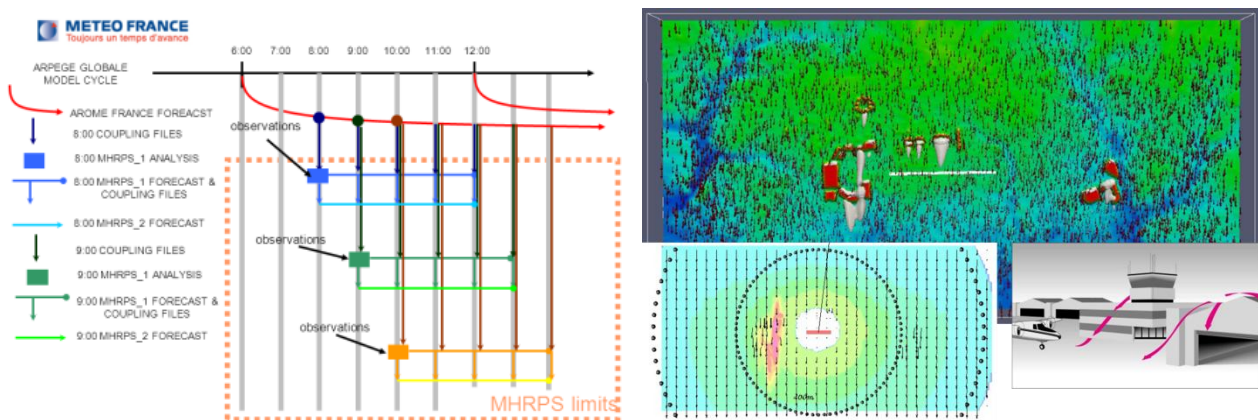 METEO FRANCE
Toujours un temps d'avance
6:00 7:00 8:00 9:00 10:00 11:00 12:00
ARPEGE GLOBALE
MODEL CYCLE
AROME FRANCE FOREACST
observations
8:00 COUPLING FILES
8:00 MHRPS_1 ANALYSIS
8:00 MHRPS_1 FORECAST &
COUPLING FILES
8:00 MHRPS_2 FORECAST
observations
9:00 COUPLING FILES
9:00 MHRPS_1 ANALYSIS
9:00 MHRPS_1 FORECAST &
COUPLING FILES
observations
9:00 MHRPS_2 FORECAST
MHRPS limits
400m